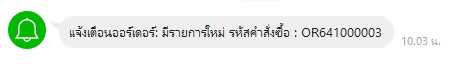 แจ้งเตือนออร์เดอร์: มีรายการใหม่ รหัสคำสั่งซื้อ : OR641000003
10.03 น.